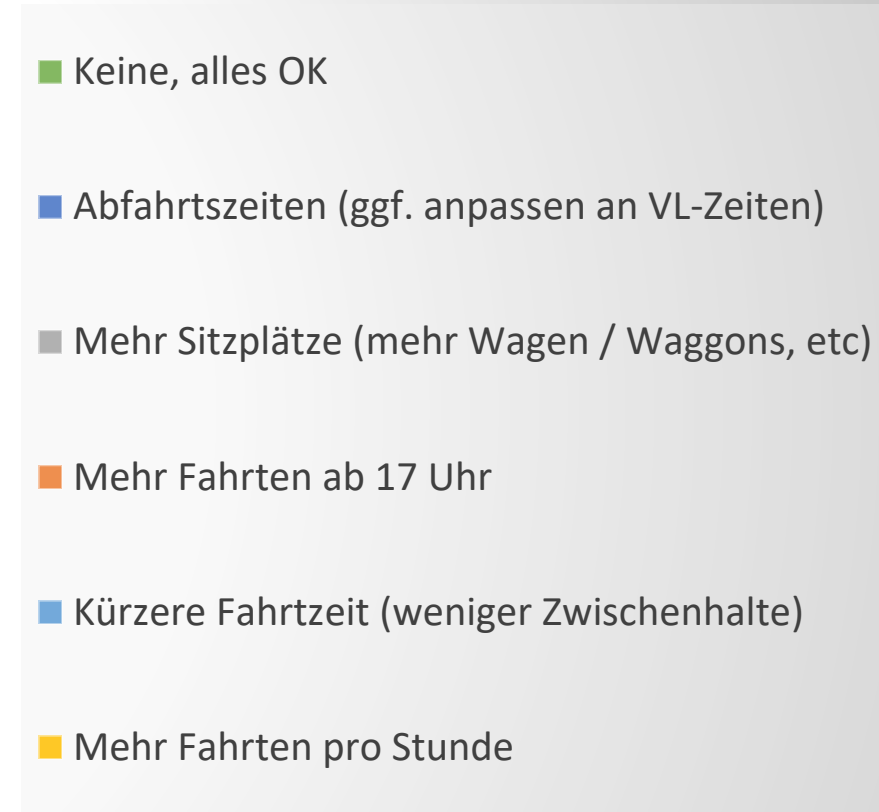 Keine, alles OK
Abfahrtszeiten (ggf. anpassen an VL-Zeiten)
Mehr Sitzplätze (mehr Wagen / Waggons, etc)
Mehr Fahrten ab 17 Uhr
Kürzere Fahrtzeit (weniger Zwischenhalte)
Mehr Fahrten pro Stunde